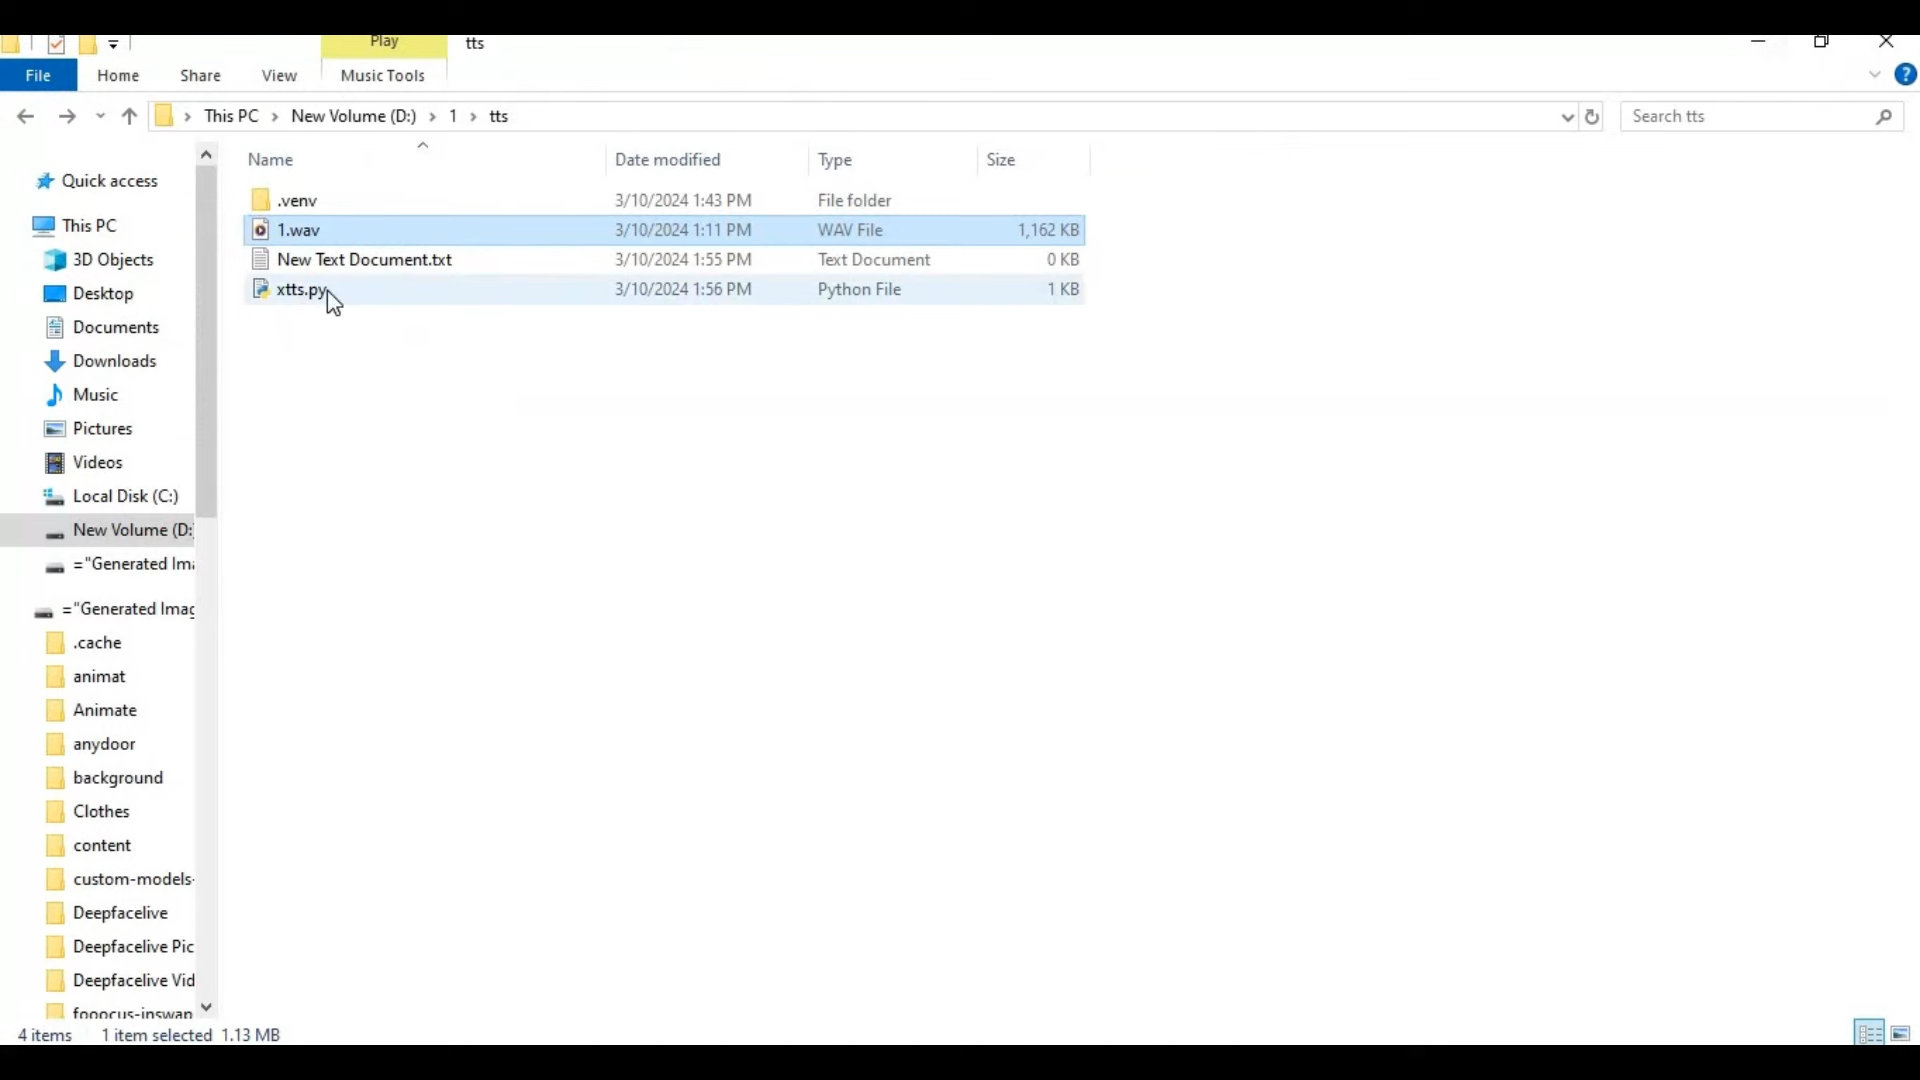 Play
tts
File
Home
Share
View
Music Tools
This PC
New Volume (D:)
1
tts
Search tts
Name
Date modified
Type
Size
.venv
3/10/2024 1:43 PM
File folder
1.wav
3/10/2024 1:11 PM
WAV File
1,162 KB
New Text Document.txt
3/10/2024 1:55 PM
Text Document
0 KB
xtts.py
3/10/2024 1:56 PM
Python File
1 KB
Quick access
This PC
3D Objects
Desktop
Documents
Downloads
Music
Pictures
Videos
Local Disk (C:)
New Volume (D:
="Generated Ima
="Generated Imag
.cache
animat
Animate
anydoor
background
Clothes
content
custom-models-
Deepfacelive
Deepfacelive Pic
Deepfacelive Vid
fooocus-inswap
4 items
1 item selected
1.13 MB